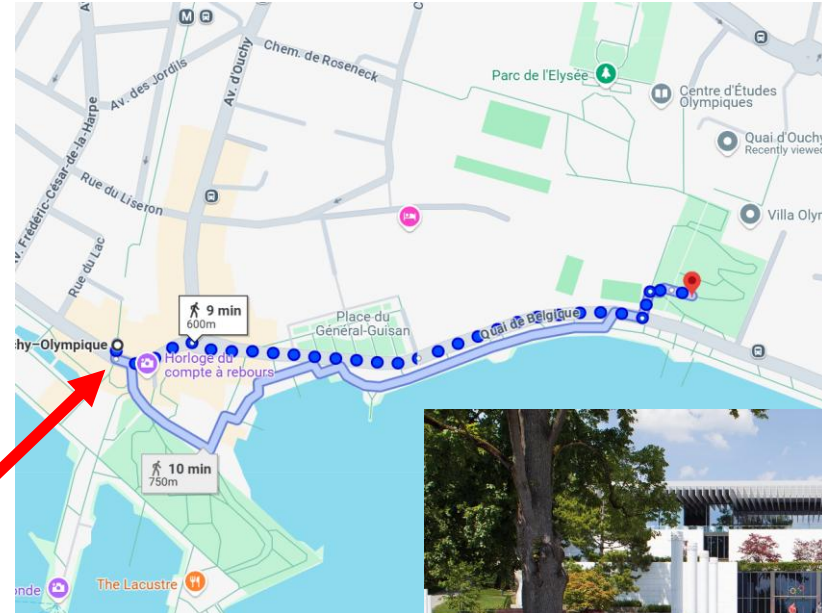 M
Av. d'Ouchy
Chem. de Roseneck
Av. des Jordils
Parc de l'Elysée
Centre d'Études
Olympiques
Quai d'Ouchy
Recently viewed
Av. Frédéric-César-de-la-Harpe
Rue du Liseron
Villa Olyn
Rue du Lac
9 min
600m
Place du
Général-Guisan
Quai de Belgique
chy-Olympique
Horloge du
compte à rebours
10 min
750m
The Lacustre
onde